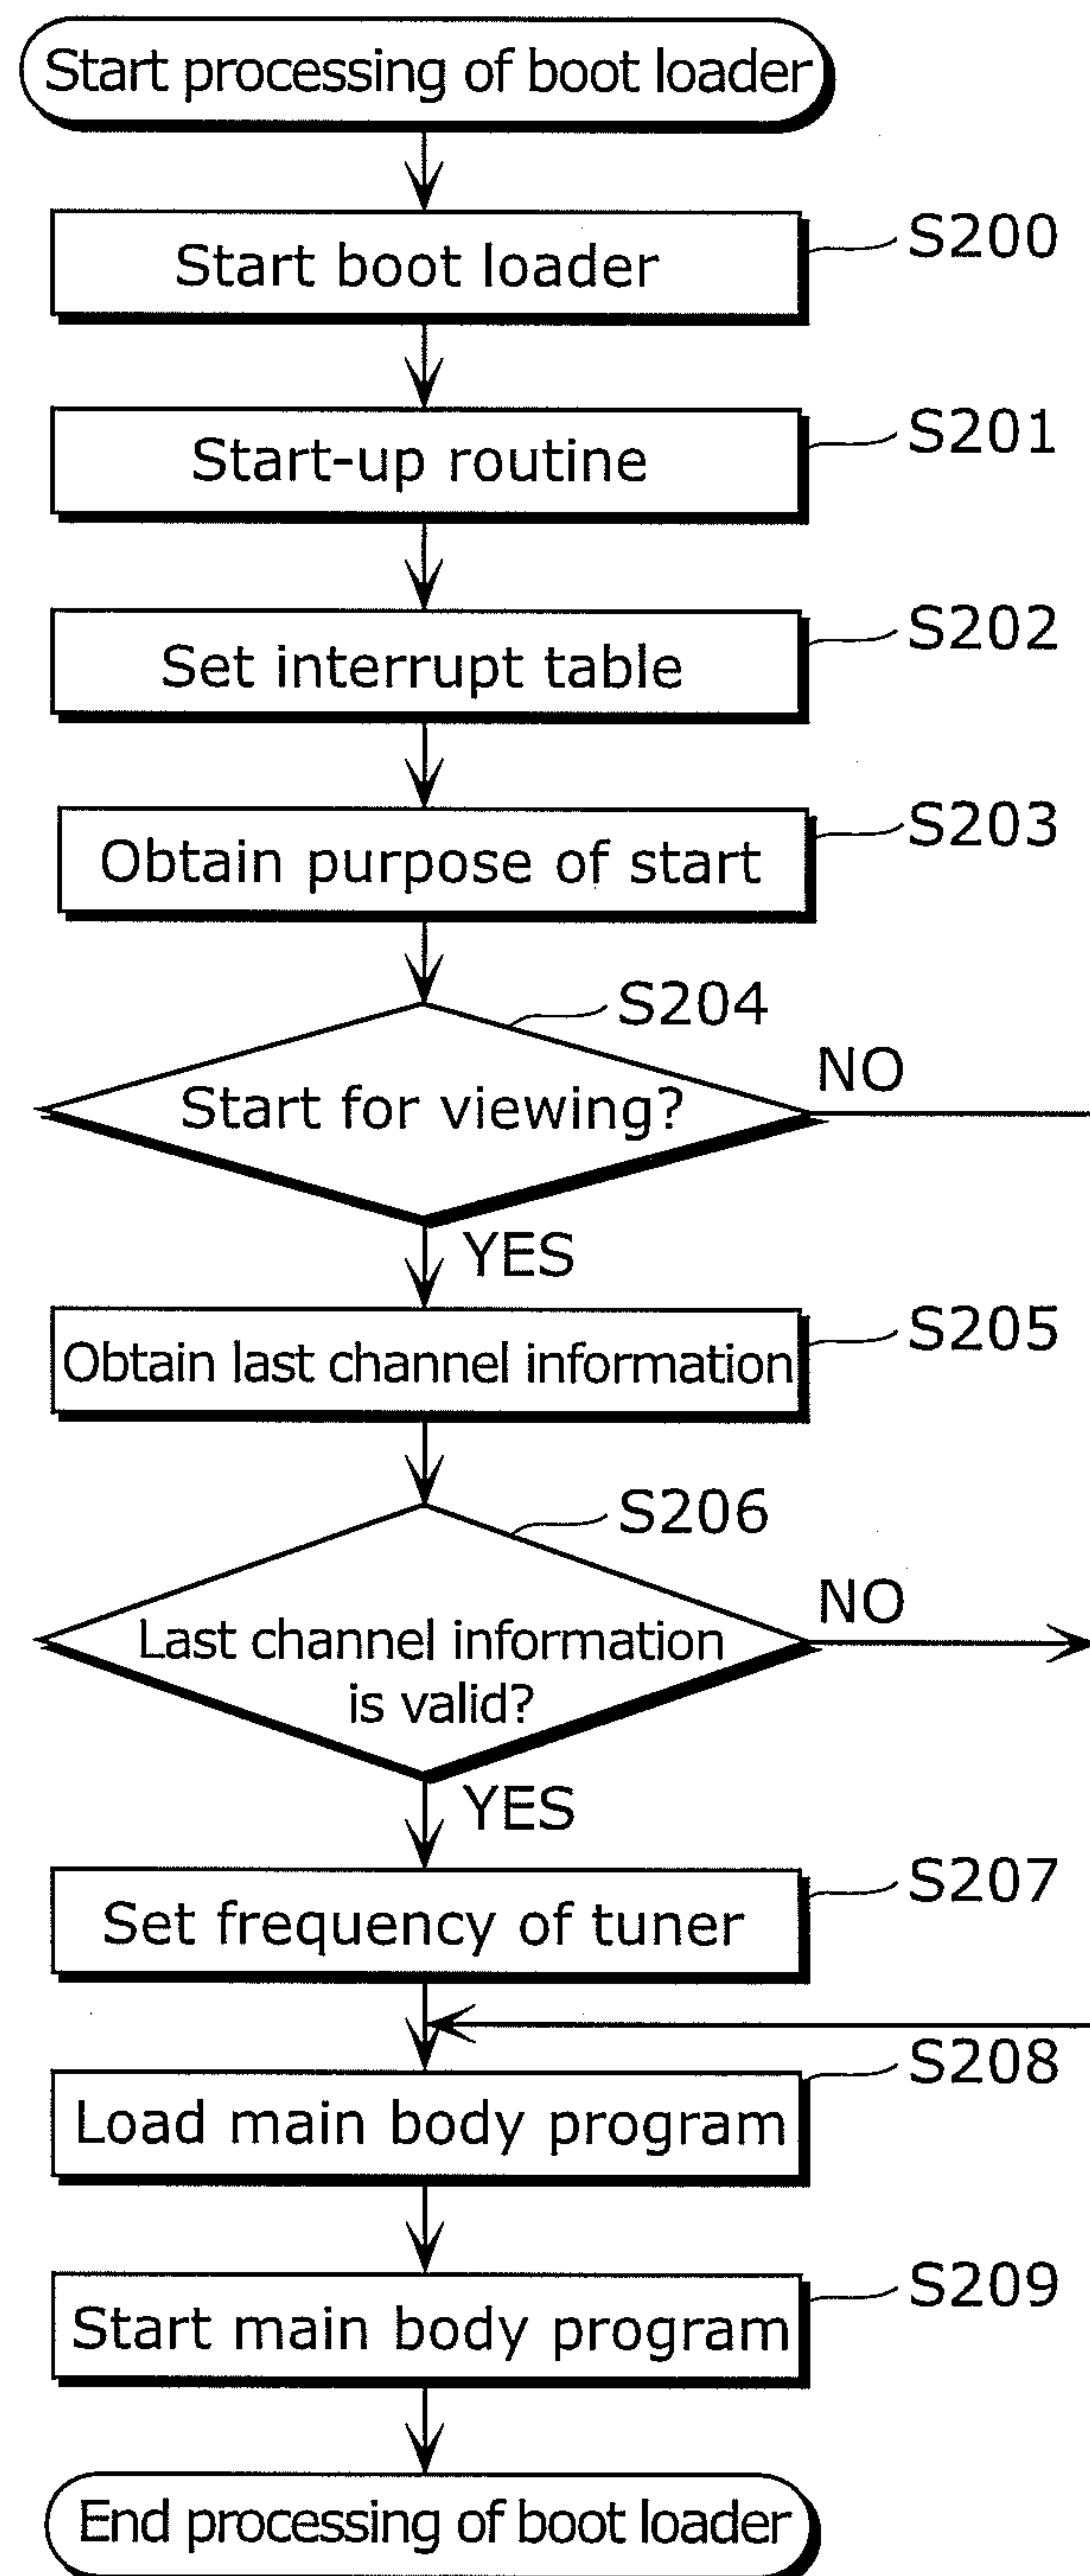 Start processing of boot loader
Start boot loader
S200
Start-up routine
S201
Set interrupt table
S202
Obtain purpose of start
S203
S204
Start for viewing?
NO
YES
Obtain last channel information
S205
S206
Last channel information
is valid?
NO
YES
Set frequency of tuner
S207
Load main body program
S208
Start main body program
S209
End processing of boot loader